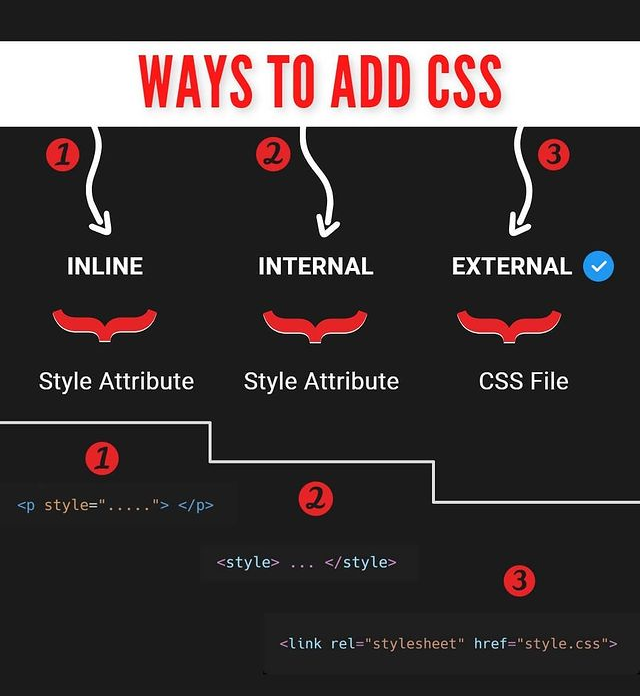 WAYS TO ADD CSS
1 2 3
INLINE INTERNAL EXTERNAL
Style Attribute Style Attribute CSS File
1
<p style="....."> </p>
2
<style> ... </style>
3
<link rel="stylesheet" href="style.css">